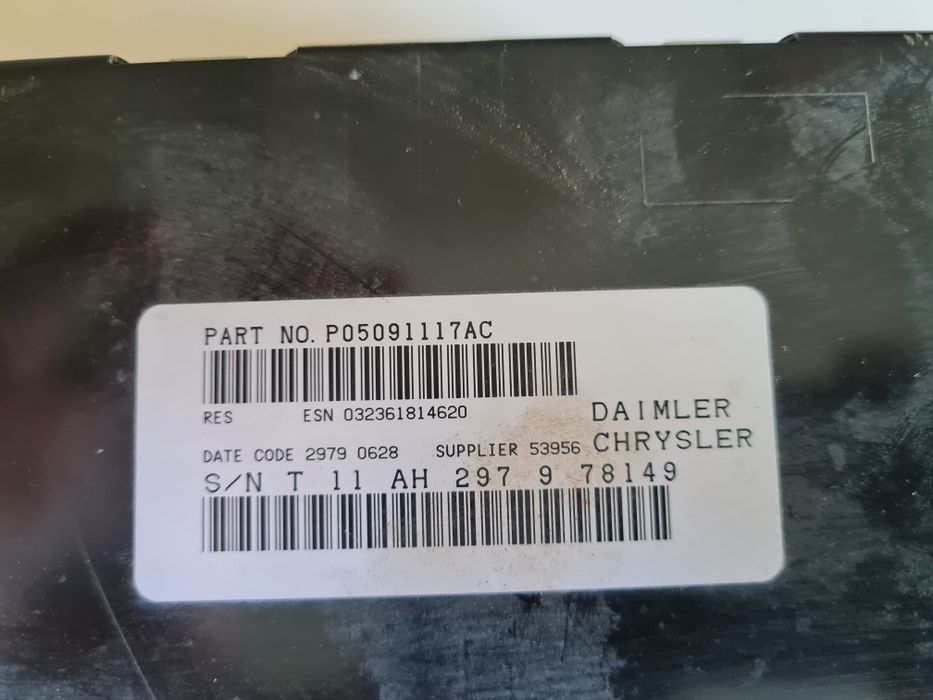 PART NO. P05091117AC
RES ESN 032361814620
DAIMLER
CHRYSLER
DATE CODE 2979 0628 SUPPLIER 53956
S/N T 11 AH 297 9 78149